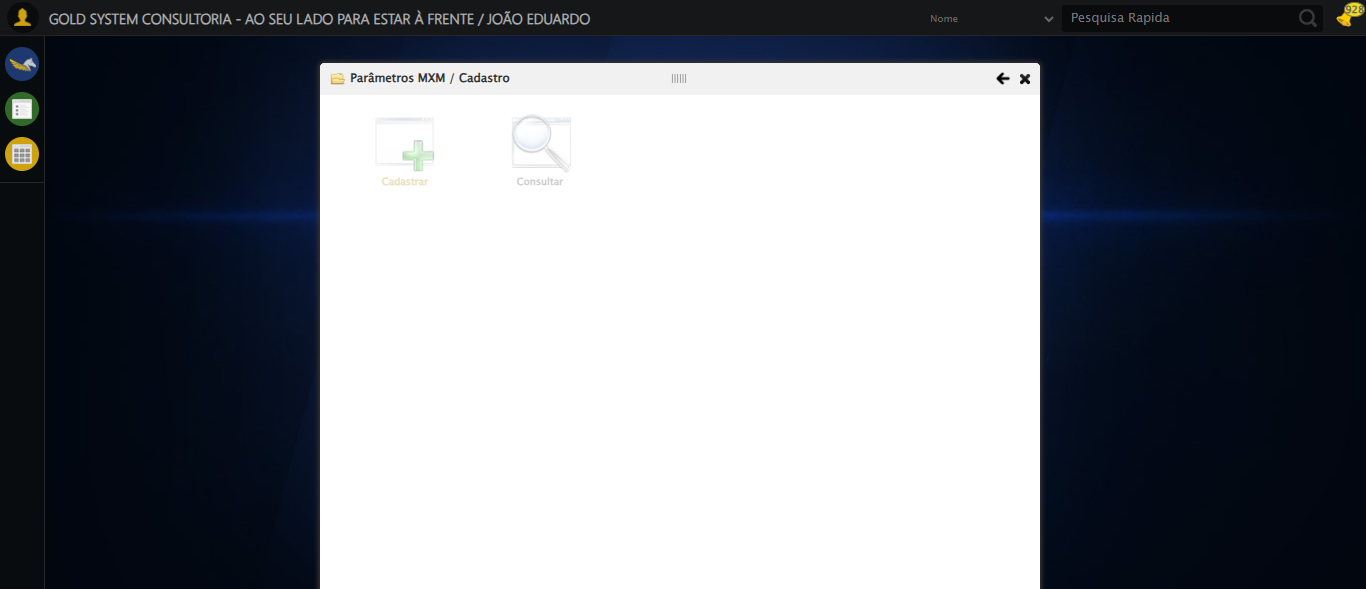 GOLD SYSTEM CONSULTORIA - AO SEU LADO PARA ESTAR À FRENTE / JOÃO EDUARDO
Nome
Pesquisa Rapida
928
Parâmetros MXM / Cadastro
Cadastrar
Consultar